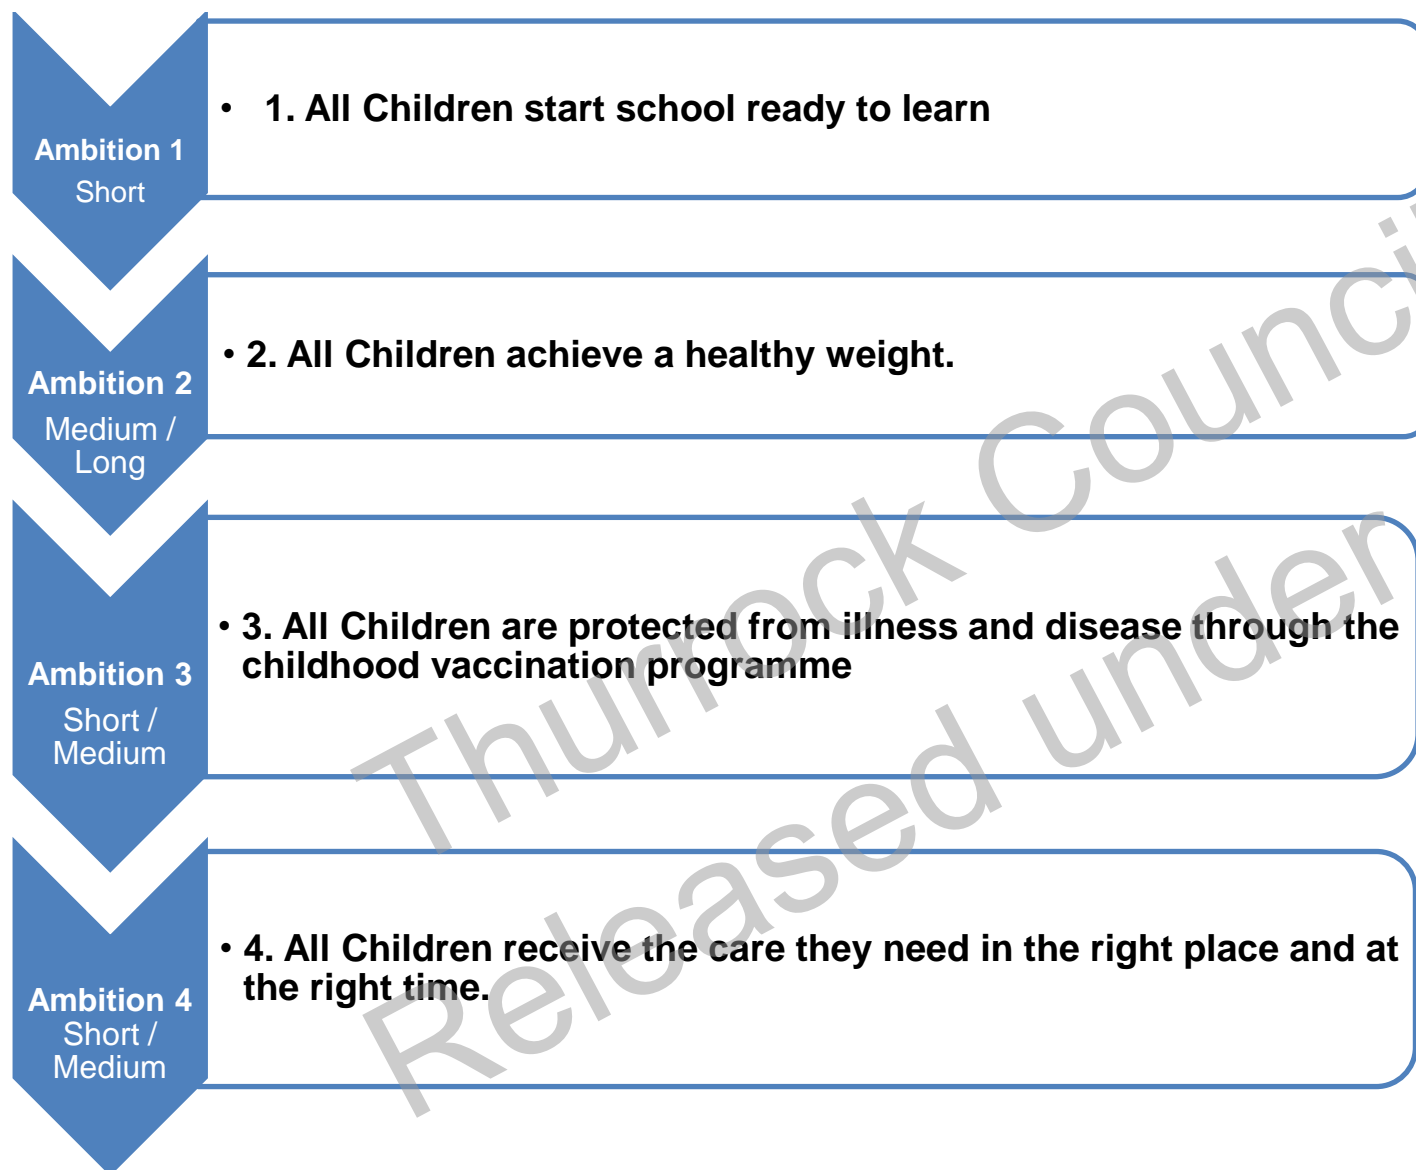 Ambition 1
Short
• 1. All Children start school ready to learn
Ambition 2
Medium /
Long
• 2. All Children achieve a healthy weight.
Ambition 3
Short /
Medium
• 3. All Children are protected from illness and disease through the
childhood vaccination programme
Ambition 4
Short /
Medium
• 4. All Children receive the care they need in the right place and at
the right time.
Thurrock Council
Released under